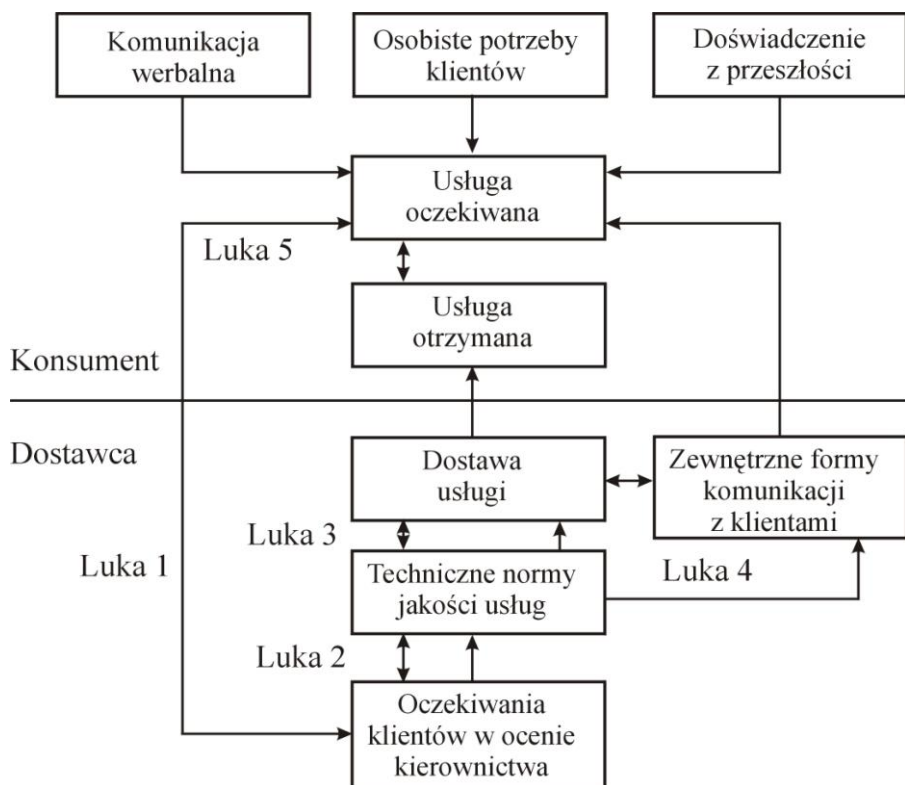 Komunikacja
werbalna
Osobiste potrzeby
klientów
Doświadczenie
z przeszłości
Usługa
oczekiwana
Luka 5
Usługa
otrzymana
Konsument
Dostawca
Dostawa
usługi
Zewnętrzne formy
komunikacji
z klientami
Luka 3
Luka 1
Techniczne normy
jakości usług
Luka 4
Luka 2
Oczekiwania
klientów w ocenie
kierownictwa